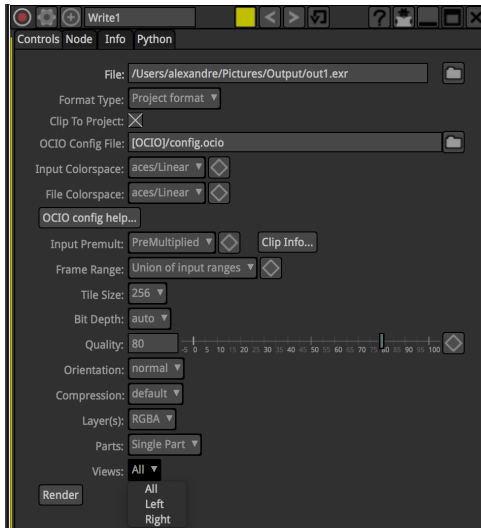 Write1
Controls Node Info Python
File: /Users/alexandre/Pictures/Output/out1.exr
Format Type: Project format
Clip To Project:
OCIO Config File: [OCIO]/config.ocio
Input Colorspace: aces/Linear
File Colorspace: aces/Linear
OCIO config help...
Input Premult: PreMultiplied Clip Info...
Frame Range: Union of input ranges
Tile Size: 256
Bit Depth: auto
Quality: 80 -5 0 5 10 15 20 25 30 35 40 45 50 55 60 65 70 75 80 85 90 95 100
Orientation: normal
Compression: default
Layer(s): RGBA
Parts: Single Part
Views: All
Render
All
Left
Right